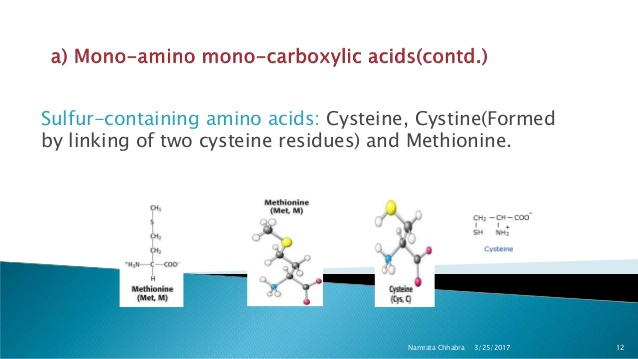 a) Mono-amino mono-carboxylic acids(contd.)
Sulfur-containing amino acids: Cysteine, Cystine(Formed
by linking of two cysteine residues) and Methionine.
CH₃
S
CH₂
CH₂
⁺H₃N—C—COO⁻
H
Methionine
(Met, M)
Methionine
(Met, M)
Cysteine
(Cys, C)
CH₂ — CH — COO⁻
SH NH₃⁺
Cysteine
Namrata Chhabra 3/25/2017 12